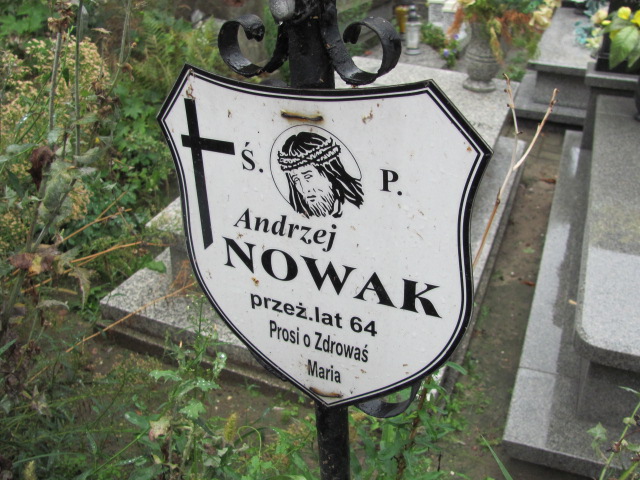 Ś. P.
Andrzej
NOWAK
przeż.lat 64
Prosi o Zdrowaś
Maria